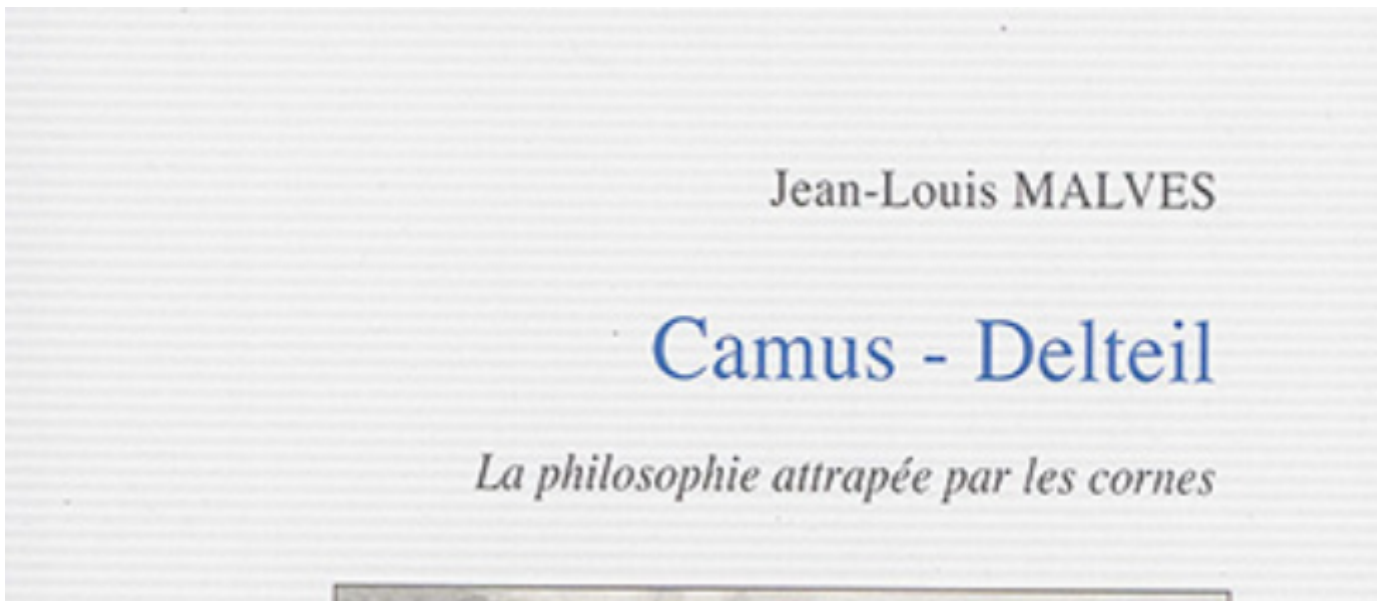 Jean-Louis MALVES
Camus - Delteil
La philosophie attrapée par les cornes